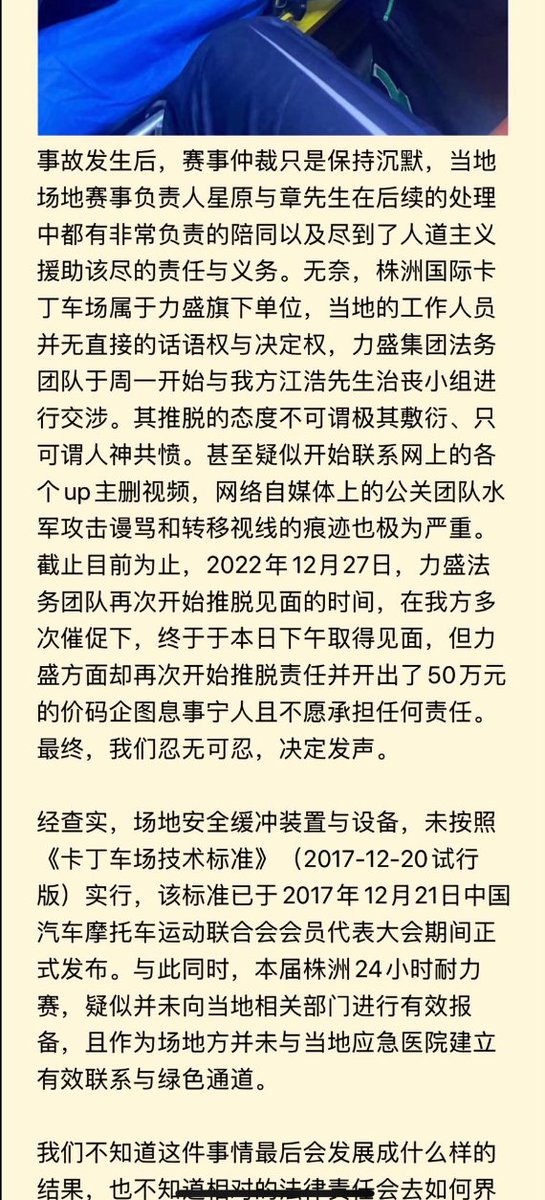 事故发生后，赛事仲裁只是保持沉默，当地
场地赛事负责人星原与章先生在后续的处理
中都有非常负责的陪同以及尽到了人道主义
援助该尽的责任与义务。无奈，株洲国际卡
丁车场属于力盛旗下单位，当地的工作人员
并无直接的话语权与决定权，力盛集团法务
团队于周一开始与我方江浩先生治丧小组进
行交涉。其推脱的态度不可谓极其敷衍、只
可谓人神共愤。甚至疑似开始联系网上的各
个up主删视频，网络自媒体上的公关团队水
军攻击谩骂和转移视线的痕迹也极为严重。
截止目前为止，2022年12月27日，力盛法
务团队再次开始推脱见面的时间，在我方多
次催促下，终于于本日下午取得见面，但力
盛方面却再次开始推脱责任并开出了50万元
的价码企图息事宁人且不愿承担任何责任。
最终，我们忍无可忍，决定发声。
经查实，场地安全缓冲装置与设备，未按照
《卡丁车场技术标准》（2017-12-20试行
版）实行，该标准已于2017年12月21日中国
汽车摩托车运动联合会会员代表大会期间正
式发布。与此同时，本届株洲24小时耐力
赛，疑似并未向当地相关部门进行有效报
备，且作为场地方并未与当地应急医院建立
有效联系与绿色通道。
我们不知道这件事情最后会发展成什么样的
结果，也不知道相对的法律责任会去如何界